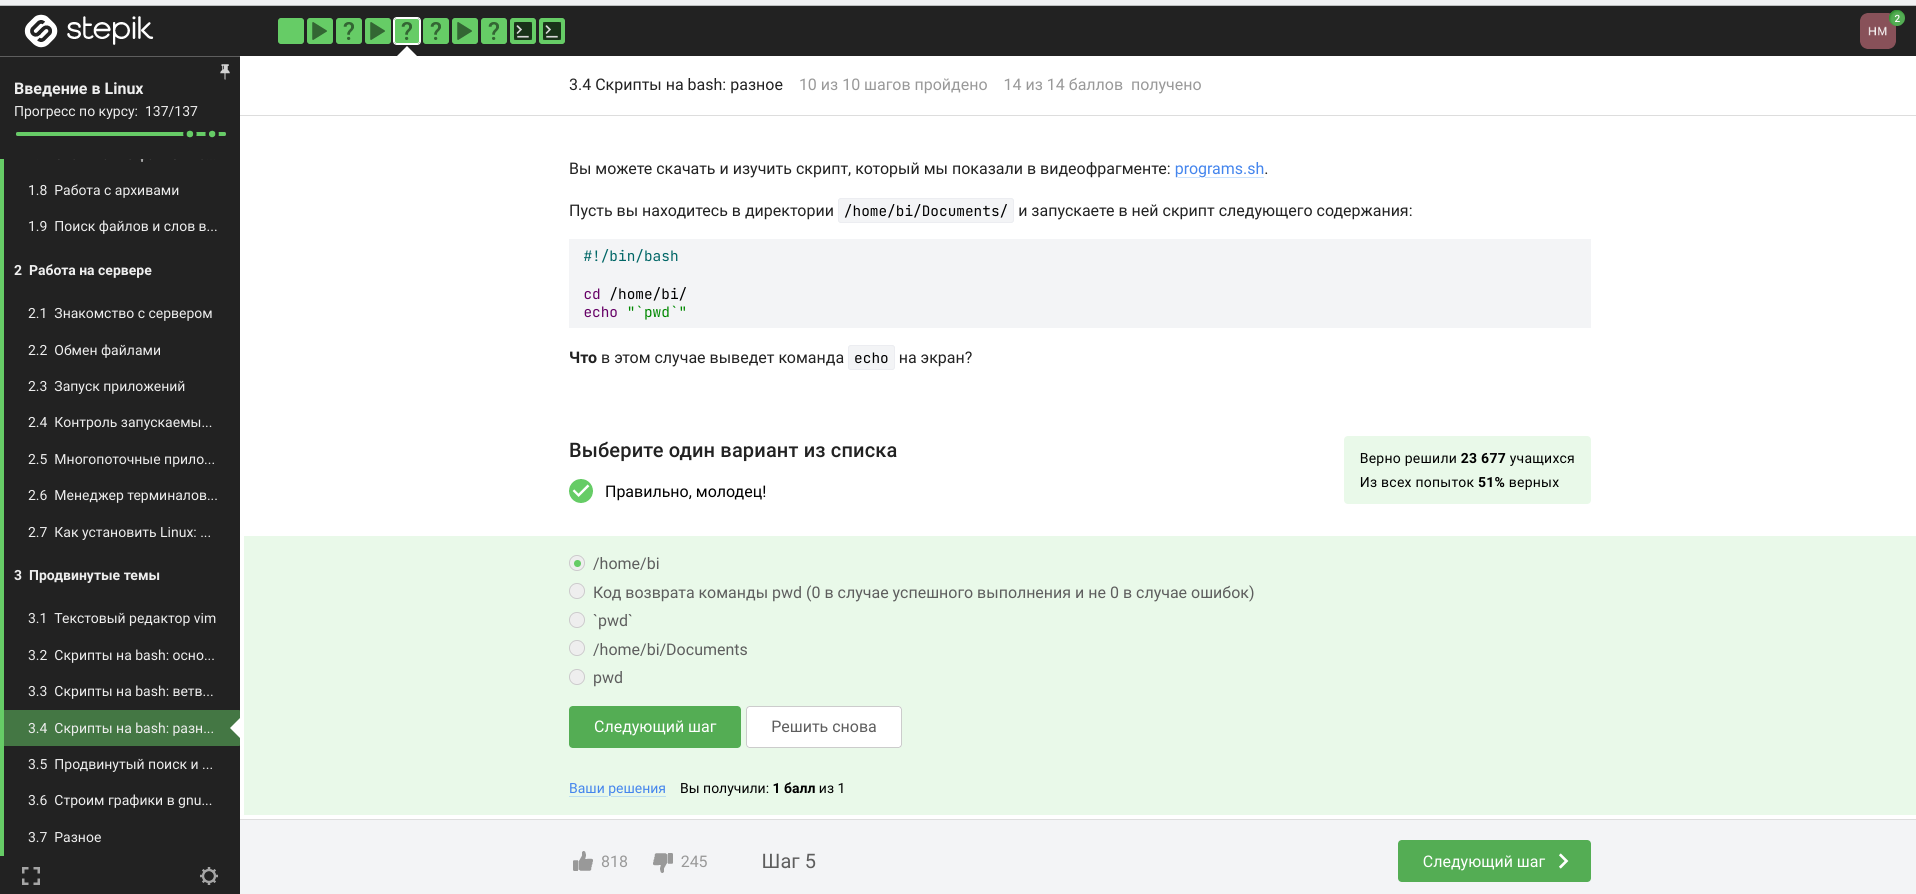 stepik
НМ
2
Введение в Linux
Прогресс по курсу: 137/137
1.8 Работа с архивами
1.9 Поиск файлов и слов в...
2 Работа на сервере
2.1 Знакомство с сервером
2.2 Обмен файлами
2.3 Запуск приложений
2.4 Контроль запускаемы...
2.5 Многопоточные прило...
2.6 Менеджер терминалов...
2.7 Как установить Linux: ...
3 Продвинутые темы
3.1 Текстовый редактор vim
3.2 Скрипты на bash: осно...
3.3 Скрипты на bash: ветв...
3.4 Скрипты на bash: разн...
3.5 Продвинутый поиск и ...
3.6 Строим графики в gnu...
3.7 Разное
3.4 Скрипты на bash: разное 10 из 10 шагов пройдено 14 из 14 баллов получено
Вы можете скачать и изучить скрипт, который мы показали в видеофрагменте: programs.sh.
Пусть вы находитесь в директории /home/bi/Documents/ и запускаете в ней скрипт следующего содержания:
#!/bin/bash
cd /home/bi/
echo "`pwd`"
Что в этом случае выведет команда echo на экран?
Выберите один вариант из списка
Правильно, молодец!
Верно решили 23 677 учащихся
Из всех попыток 51% верных
/home/bi
Код возврата команды pwd (0 в случае успешного выполнения и не 0 в случае ошибок)
`pwd`
/home/bi/Documents
pwd
Следующий шаг Решить снова
Ваши решения Вы получили: 1 балл из 1
818 245 Шаг 5 Следующий шаг